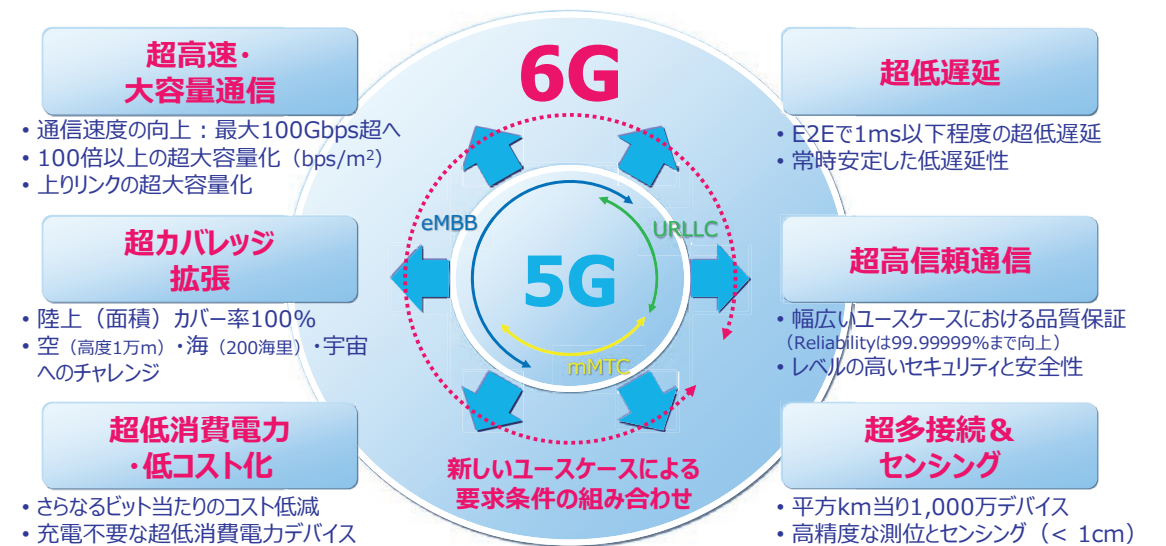 超高速・
大容量通信
• 通信速度の向上：最大100Gbps超へ
• 100倍以上の超大容量化（bps/m²）
• 上りリンクの超大容量化
超カバレッジ
拡張
• 陸上（面積）カバー率100%
• 空（高度1万m）・海（200海里）・宇宙
へのチャレンジ
超低消費電力
・低コスト化
• さらなるビット当たりのコスト低減
• 充電不要な超低消費電力デバイス
6G
eMBB
URLLC
5G
mMTC
新しいユースケースによる
要求条件の組み合わせ
超低遅延
• E2Eで1ms以下程度の超低遅延
• 常時安定した低遅延性
超高信頼通信
• 幅広いユースケースにおける品質保証
（Reliabilityは99.99999%まで向上）
• レベルの高いセキュリティと安全性
超多接続＆
センシング
• 平方km当り1,000万デバイス
• 高精度な測位とセンシング（< 1cm）